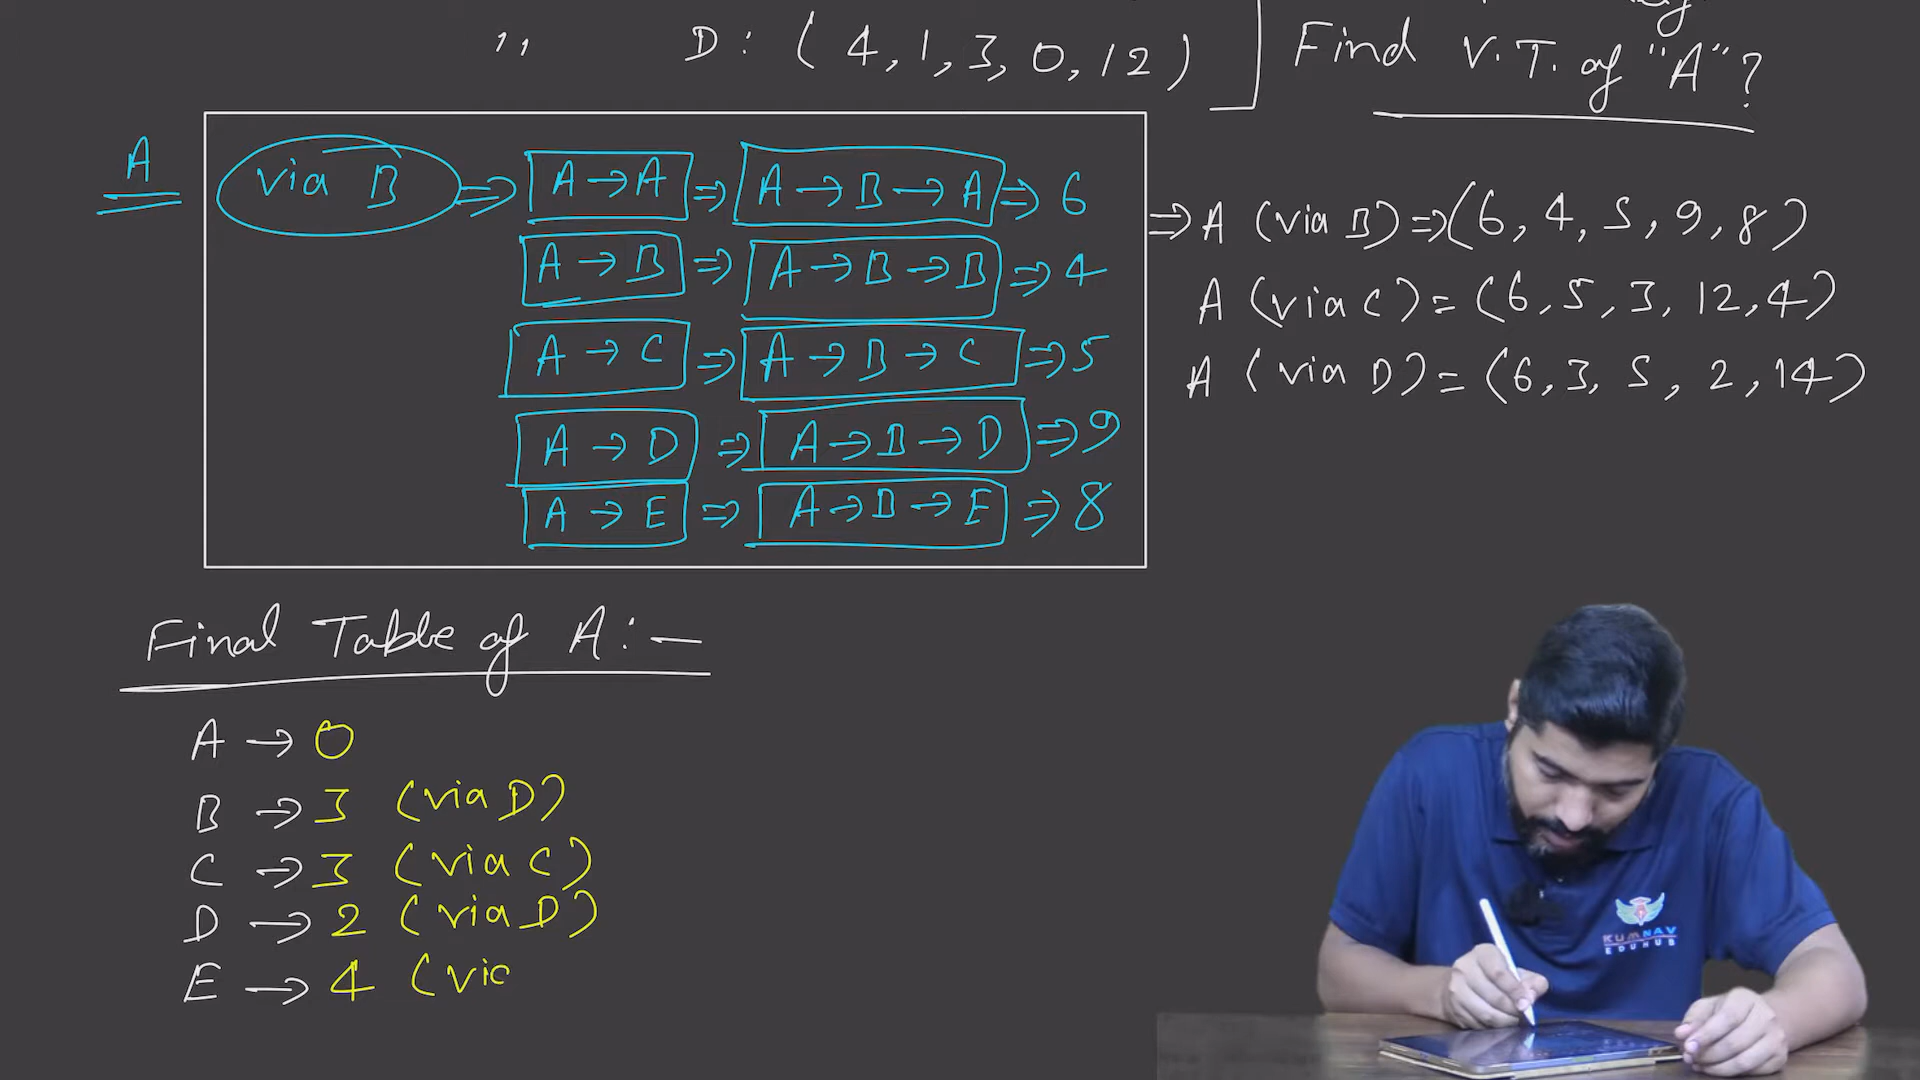 ,, D: (4, 1, 3, 0, 12)
Find V.T. of "A"?
A
via B ⇒ A → A ⇒ A → B → A ⇒ 6
A → B ⇒ A → B → B ⇒ 4
A → C ⇒ A → B → C ⇒ 5
A → D ⇒ A → B → D ⇒ 9
A → E ⇒ A → B → E ⇒ 8
⇒ A (via B) ⇒ (6, 4, 5, 9, 8)
A (via C) = (6, 5, 3, 12, 4)
A (via D) = (6, 3, 5, 2, 14)
Final Table of A:-
A → 0
B → 3 (via D)
C → 3 (via C)
D → 2 (via D)
E → 4 (via
KUMNAV
EDUHUB